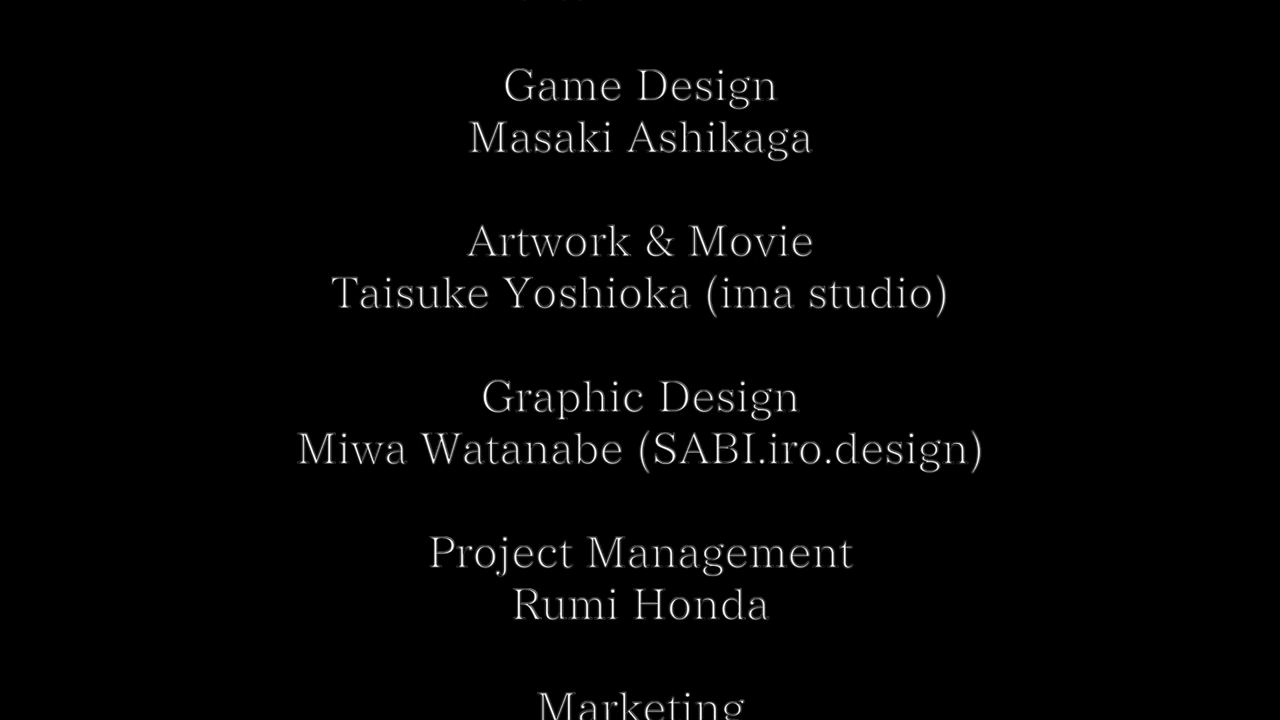 Game Design
Masaki Ashikaga
Artwork & Movie
Taisuke Yoshioka (ima studio)
Graphic Design
Miwa Watanabe (SABI.iro.design)
Project Management
Rumi Honda
Marketing